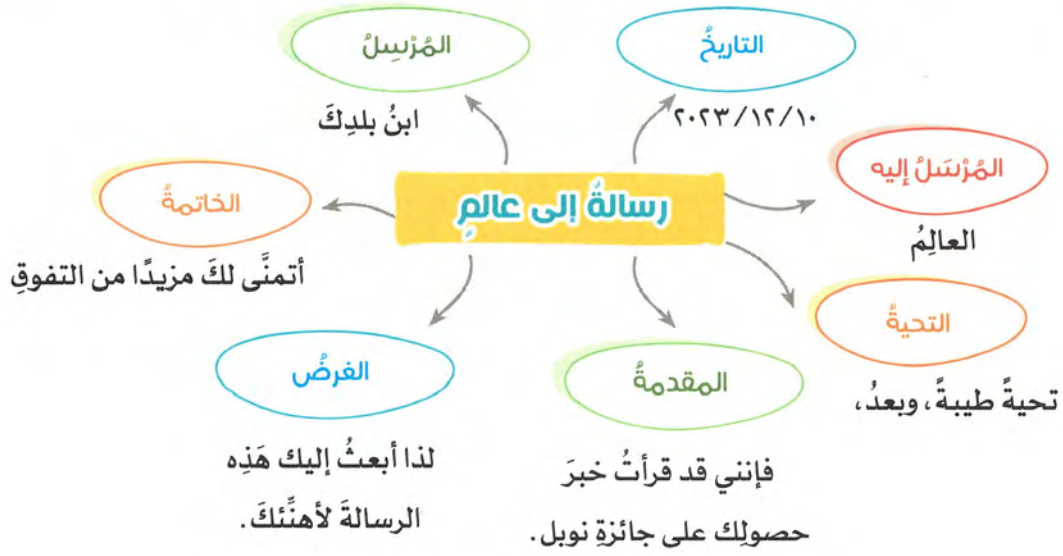 رسالةٌ إلى عالمٍ
التاريخُ
٢٠٢٣/١٢/١٠
المُرْسَلُ إليه
العالِمُ
التحيةُ
تحيةً طيبةً، وبعدُ،
المقدمةُ
فإنني قد قرأتُ خبرَ
حصولِك على جائزةِ نوبل.
الغرضُ
لذا أبعثُ إليك هَذِه
الرسالةَ لأهنِّئكَ.
الخاتمةُ
أتمنَّى لكَ مزيدًا من التفوقِ
المُرْسِلُ
ابنُ بلدِكَ